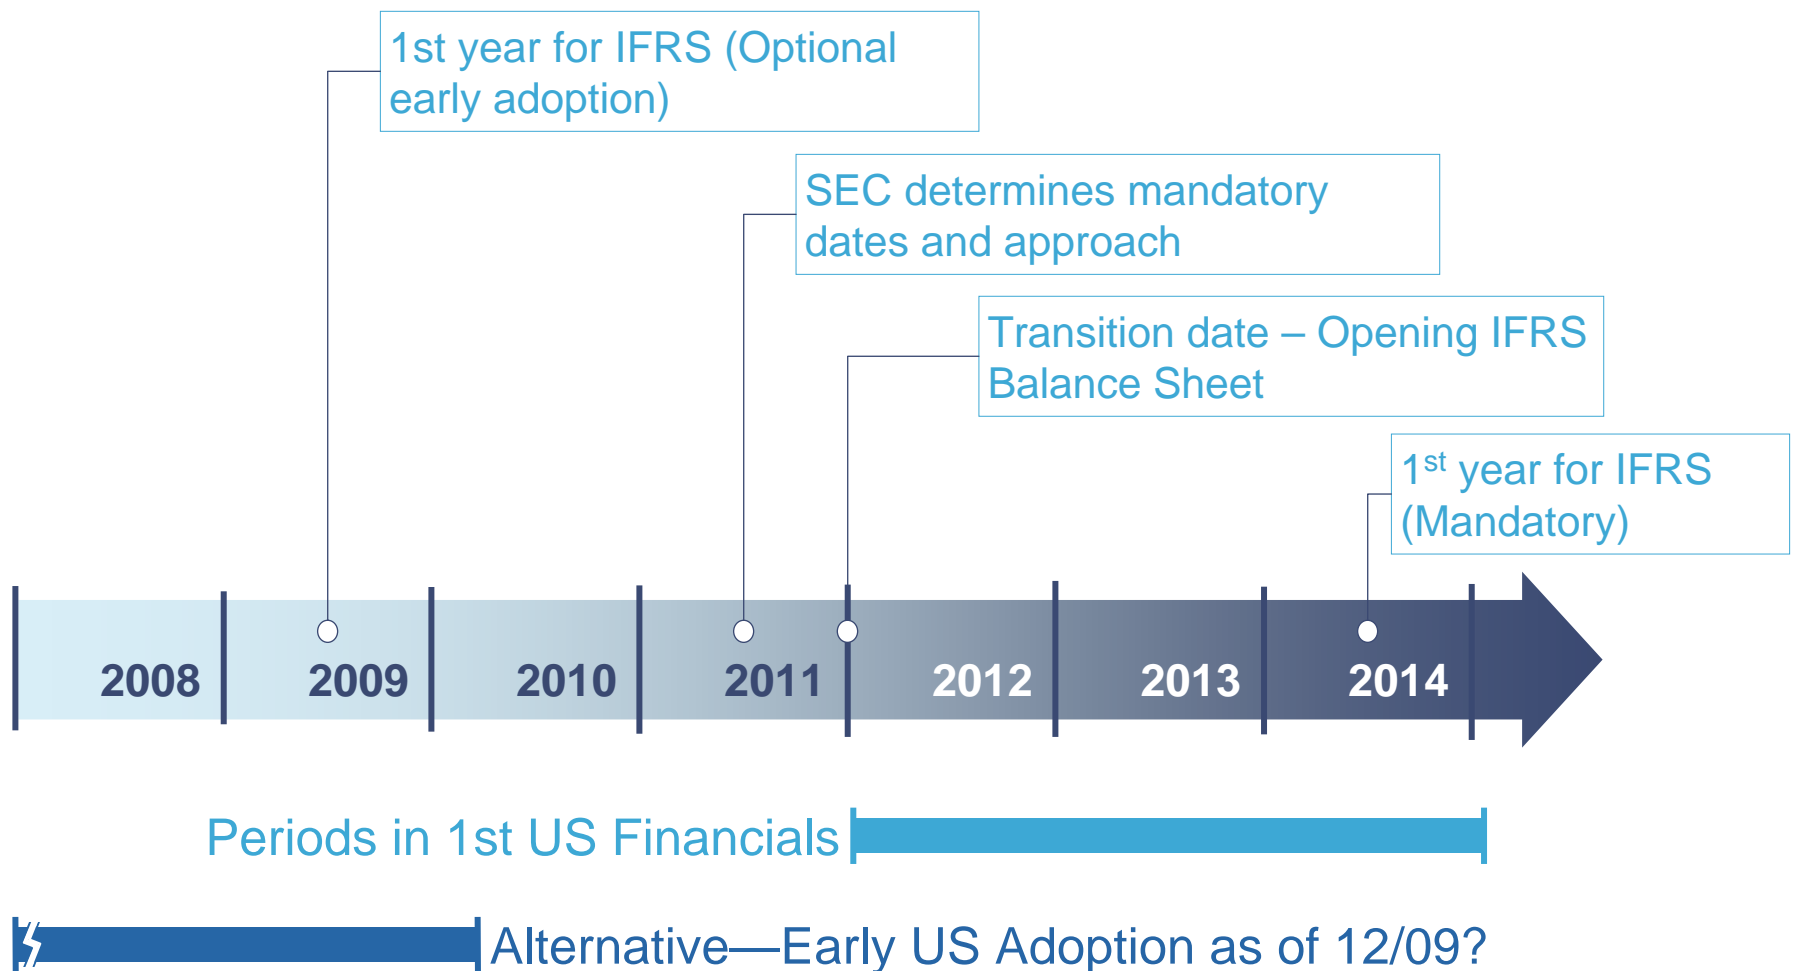 1st year for IFRS (Optional
early adoption)
SEC determines mandatory
dates and approach
Transition date – Opening IFRS
Balance Sheet
1st year for IFRS
(Mandatory)
2008 2009 2010 2011 2012 2013 2014
Periods in 1st US Financials
Alternative—Early US Adoption as of 12/09?